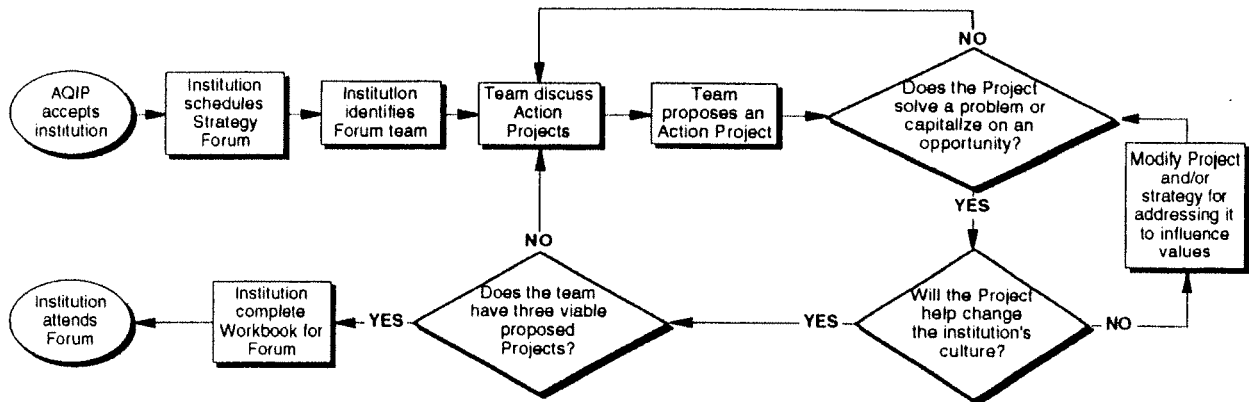 AQIP
accepts
institution
Institution
schedules
Strategy
Forum
Institution
identifies
Forum team
Team discuss
Action
Projects
Team
proposes an
Action Project
NO
Does the Project
solve a problem or
capitalize on an
opportunity?
YES
Modify Project
and/or
strategy for
addressing it
to influence
values
Will the Project
help change
the institution's
culture?
NO
YES
NO
Does the team
have three viable
proposed
Projects?
YES
Institution
complete
Workbook for
Forum
Institution
attends
Forum